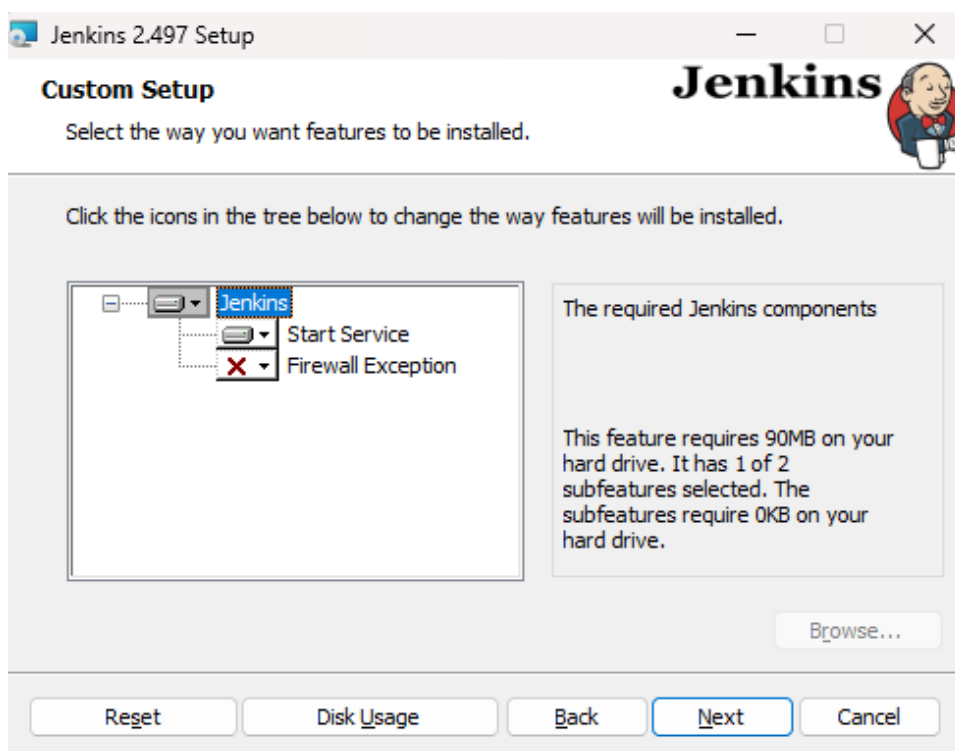 Jenkins 2.497 Setup
Custom Setup
Select the way you want features to be installed.
Jenkins
Click the icons in the tree below to change the way features will be installed.
Jenkins
Start Service
Firewall Exception
The required Jenkins components
This feature requires 90MB on your
hard drive. It has 1 of 2
subfeatures selected. The
subfeatures require 0KB on your
hard drive.
Browse...
Reset
Disk Usage
Back
Next
Cancel